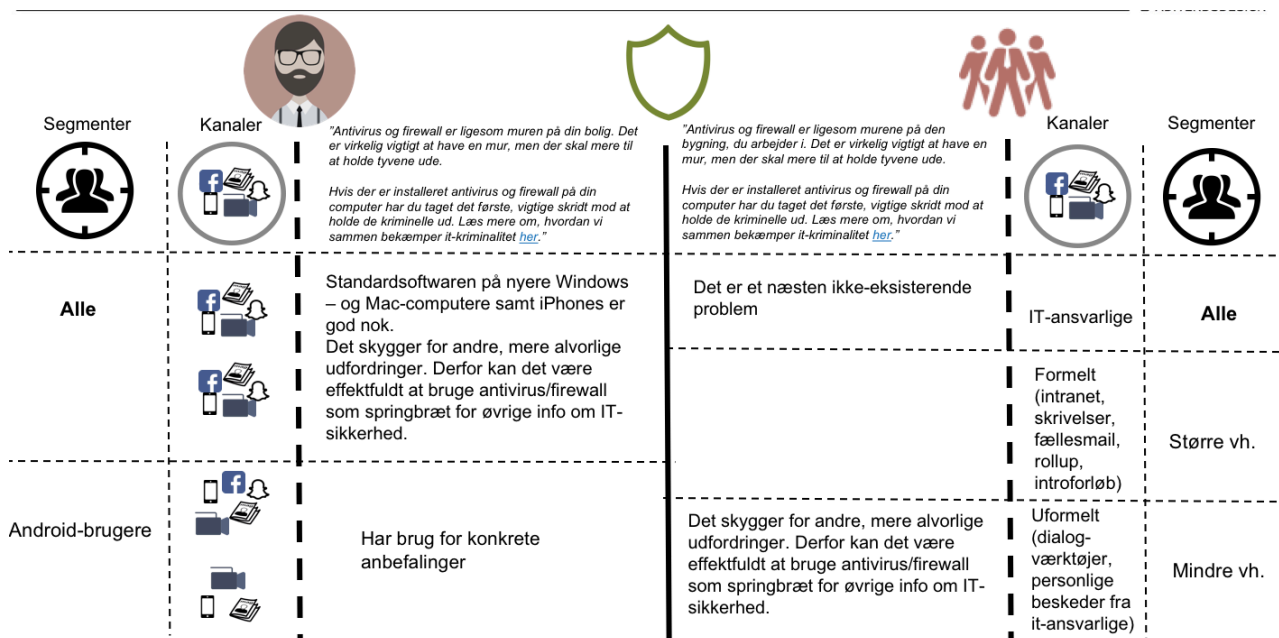 Segmenter
Kanaler
"Antivirus og firewall er ligesom muren på din bolig. Det
er virkelig vigtigt at have en mur, men der skal mere til
at holde tyvene ude.
Hvis der er installeret antivirus og firewall på din
computer har du taget det første, vigtige skridt mod at
holde de kriminelle ud. Læs mere om, hvordan vi
sammen bekæmper it-kriminalitet her."
"Antivirus og firewall er ligesom murene på den
bygning, du arbejder i. Det er virkelig vigtigt at have en
mur, men der skal mere til at holde tyvene ude.
Hvis der er installeret antivirus og firewall på din
computer har du taget det første, vigtige skridt mod at
holde de kriminelle ud. Læs mere om, hvordan vi
sammen bekæmper it-kriminalitet her."
Kanaler
Segmenter
Alle
Standardsoftwaren på nyere Windows
– og Mac-computere samt iPhones er
god nok.
Det skygger for andre, mere alvorlige
udfordringer. Derfor kan det være
effektfuldt at bruge antivirus/firewall
som springbræt for øvrige info om IT-
sikkerhed.
Det er et næsten ikke-eksisterende
problem
IT-ansvarlige
Alle
Formelt
(intranet,
skrivelser,
fællesmail,
rollup,
introforløb)
Større vh.
Android-brugere
Har brug for konkrete
anbefalinger
Det skygger for andre, mere alvorlige
udfordringer. Derfor kan det være
effektfuldt at bruge antivirus/firewall
som springbræt for øvrige info om IT-
sikkerhed.
Uformelt
(dialog-
værktøjer,
personlige
beskeder fra
it-ansvarlige)
Mindre vh.